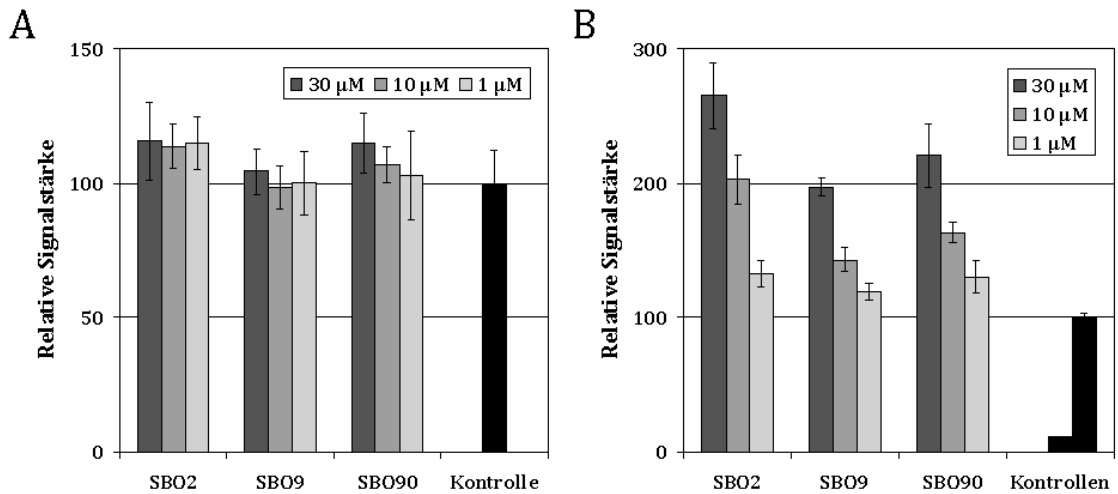 A
150
100
50
0
Relative Signalstärke
30 µM 10 µM 1 µM
SBO2 SBO9 SBO90 Kontrolle
B
300
200
100
0
Relative Signalstärke
30 µM
10 µM
1 µM
SBO2 SBO9 SBO90 Kontrollen